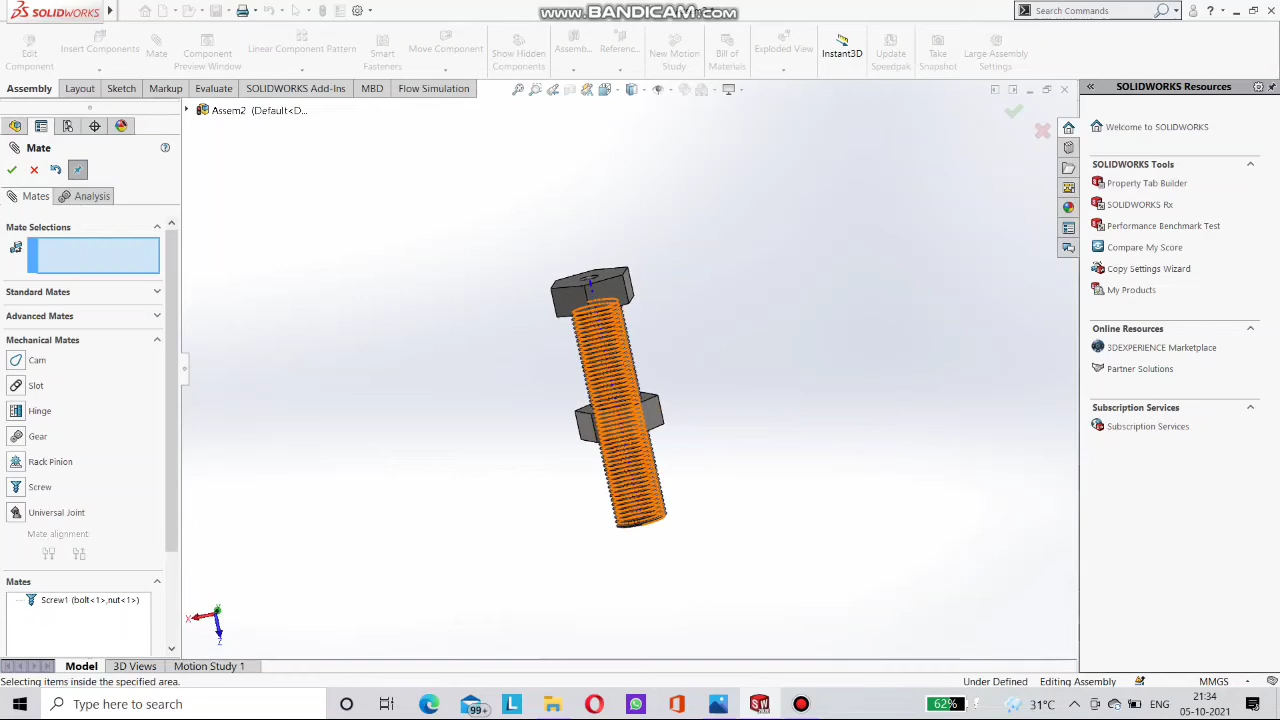 SOLIDWORKS
www.BANDICAM.com
Search Commands
Edit Component
Insert Components
Mate
Component Preview Window
Linear Component Pattern
Smart Fasteners
Move Component
Show Hidden Components
Assemb...
Referenc...
New Motion Study
Bill of Materials
Exploded View
Instant3D
Update Speedpak
Take Snapshot
Large Assembly Settings
Assembly Layout Sketch Markup Evaluate SOLIDWORKS Add-Ins MBD Flow Simulation
SOLIDWORKS Resources
Assem2 (Default<D...
Mate
Mates Analysis
Mate Selections
Standard Mates
Advanced Mates
Mechanical Mates
Cam
Slot
Hinge
Gear
Rack Pinion
Screw
Universal Joint
Mate alignment:
Mates
Screw1 (bolt<1>,nut<1>)
X
Z
Welcome to SOLIDWORKS
SOLIDWORKS Tools
Property Tab Builder
SOLIDWORKS Rx
Performance Benchmark Test
Compare My Score
Copy Settings Wizard
My Products
Online Resources
3DEXPERIENCE Marketplace
Partner Solutions
Subscription Services
Subscription Services
Model 3D Views Motion Study 1
Selecting items inside the specified area.
Under Defined Editing Assembly MMGS
Type here to search
99+
62%
31°C
ENG
21:34
05-10-2021